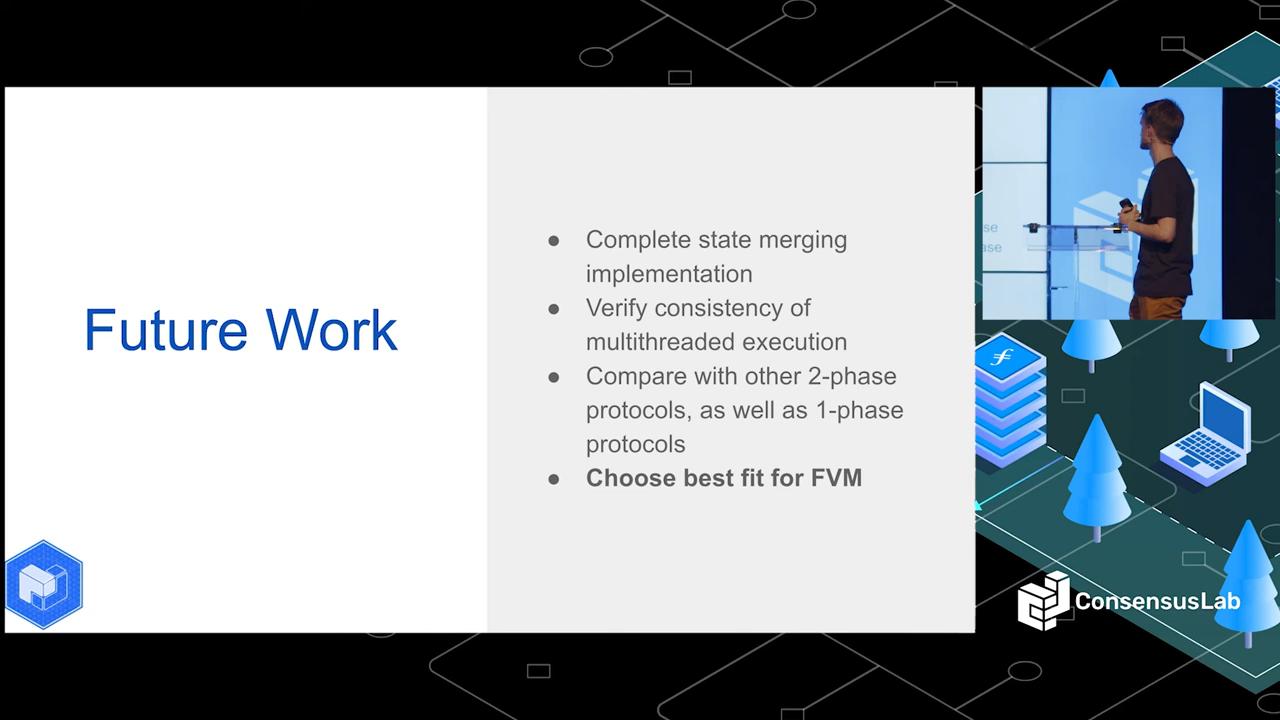 Future Work
● Complete state merging
implementation
● Verify consistency of
multithreaded execution
● Compare with other 2-phase
protocols, as well as 1-phase
protocols
● Choose best fit for FVM
ConsensusLab